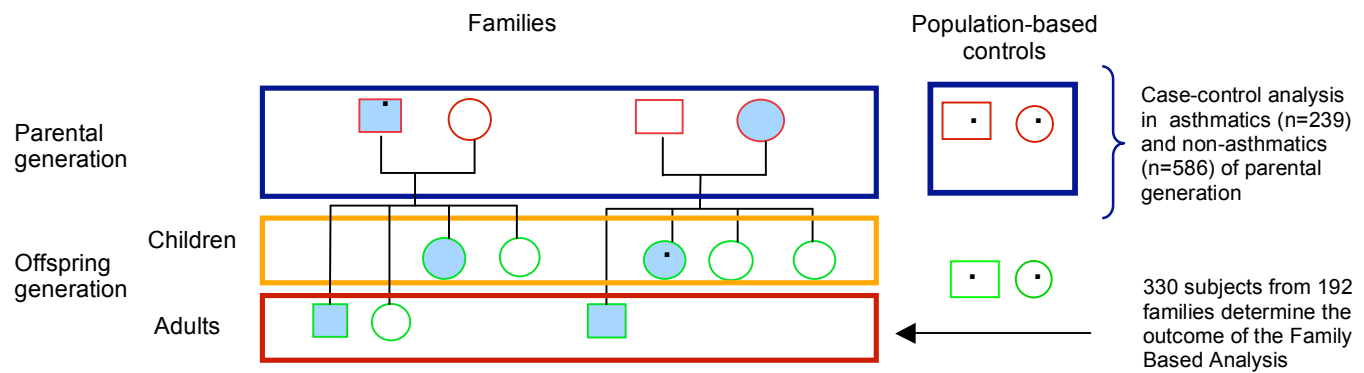 Families
Population-based
controls
Parental
generation
Case-control analysis
in  asthmatics (n=239)
and non-asthmatics
(n=586) of parental
generation
Children
Offspring
generation
Adults
330 subjects from 192
families determine the
outcome of the Family
Based Analysis